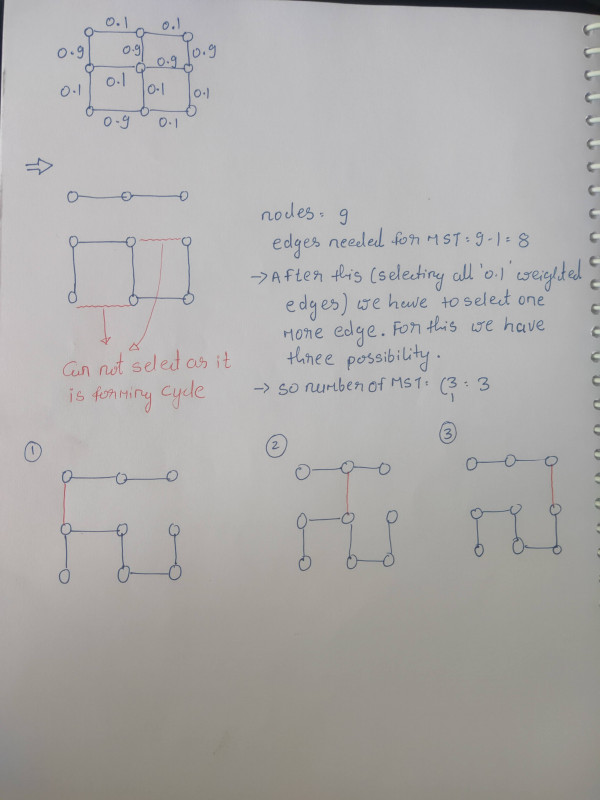 0.1 0.1
0.9 0.9 0.9 0.9
0.1 0.1 0.1 0.1
0.9 0.1
⇒
nodes = 9
edges needed for MST = 9-1 = 8
→ After this (selecting all '0.1' weighted
edges) we have to select one
more edge. For this we have
three possibility.
→ so number of MST = (3 1 = 3
Can not select as it
is forming cycle
① ② ③